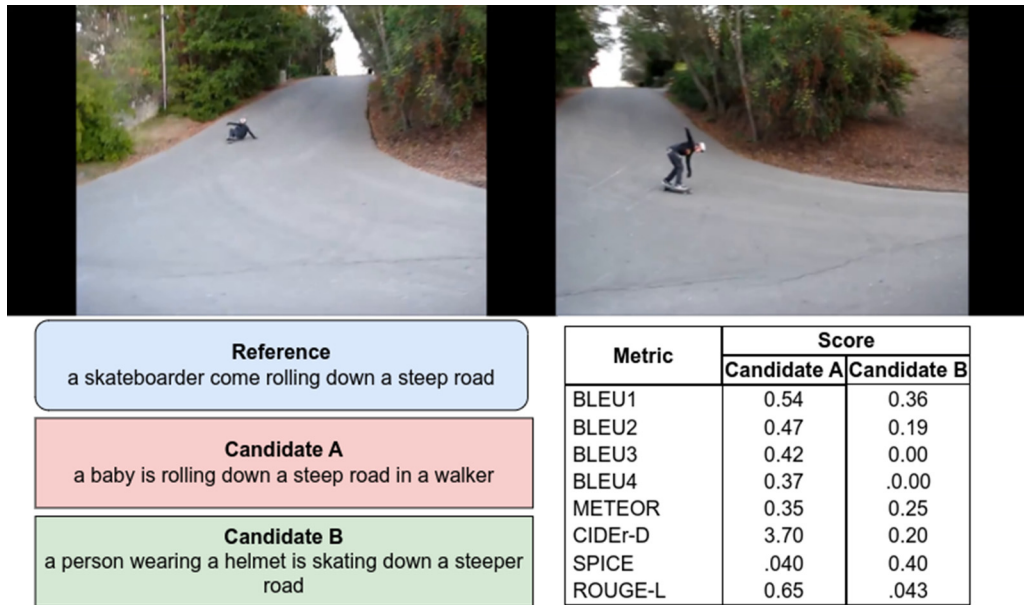 Reference
a skateboarder come rolling down a steep road
Candidate A
a baby is rolling down a steep road in a walker
Candidate B
a person wearing a helmet is skating down a steeper
road
Metric Score
Candidate A Candidate B
BLEU1 0.54 0.36
BLEU2 0.47 0.19
BLEU3 0.42 0.00
BLEU4 0.37 .0.00
METEOR 0.35 0.25
CIDEr-D 3.70 0.20
SPICE .040 0.40
ROUGE-L 0.65 .043